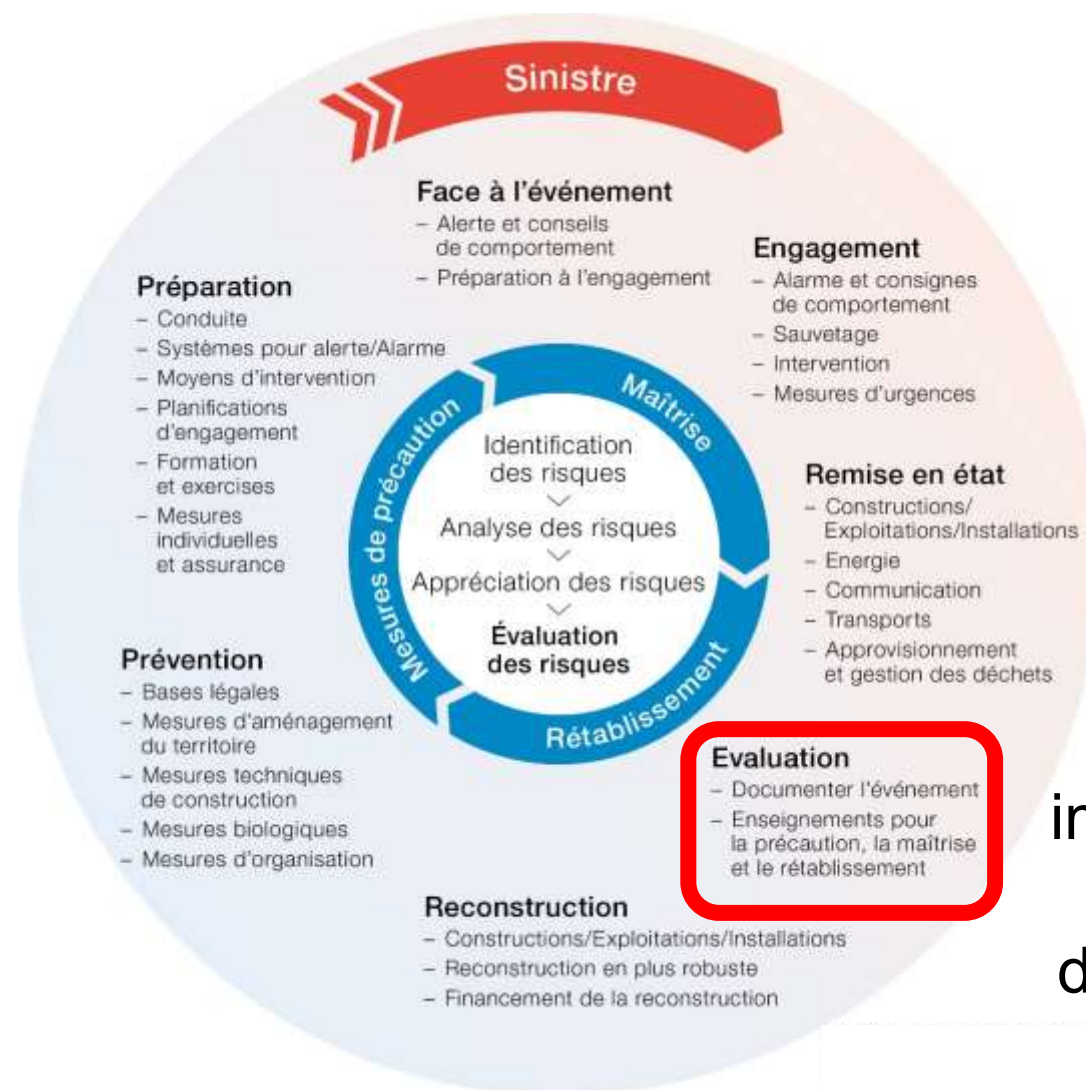 Sinistre
Face à l'événement
– Alerte et conseils
de comportement
– Préparation à l'engagement
Engagement
– Alarme et consignes
de comportement
– Sauvetage
– Intervention
– Mesures d'urgences
Préparation
– Conduite
– Systèmes pour alerte/Alarme
– Moyens d'intervention
– Planifications
d'engagement
– Formation
et exercises
– Mesures
individuelles
et assurance
Mesures de précaution
Maîtrise
Rétablissement
Identification
des risques
Analyse des risques
Appréciation des risques
Évaluation
des risques
Remise en état
– Constructions/
Exploitations/Installations
– Energie
– Communication
– Transports
– Approvisionnement
et gestion des déchets
Prévention
– Bases légales
– Mesures d'aménagement
du territoire
– Mesures techniques
de construction
– Mesures biologiques
– Mesures d'organisation
Evaluation
– Documenter l'événement
– Enseignements pour
la précaution, la maîtrise
et le rétablissement
Reconstruction
– Constructions/Exploitations/Installations
– Reconstruction en plus robuste
– Financement de la reconstruction